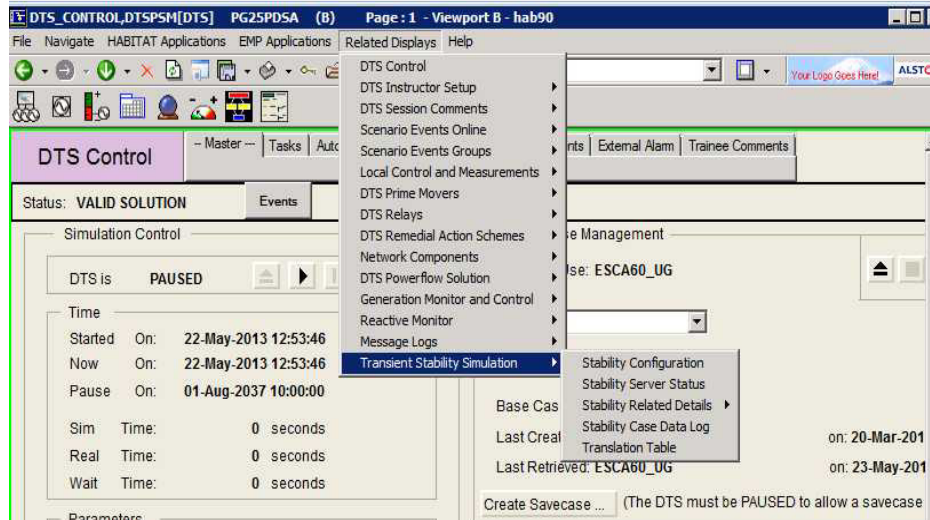 DTS_CONTROL,DTSPSM[DTS] PG25PDSA (B) Page: 1 - Viewport B - hab90
File Navigate HABITAT Applications EMP Applications Related Displays Help
Your Logo Goes Here!
DTS Control
DTS Instructor Setup
DTS Session Comments
Scenario Events Online
Scenario Events Groups
Local Control and Measurements
DTS Prime Movers
DTS Relays
DTS Remedial Action Schemes
Network Components
DTS Powerflow Solution
Generation Monitor and Control
Reactive Monitor
Message Logs
Transient Stability Simulation
Stability Configuration
Stability Server Status
Stability Related Details
Stability Case Data Log
Translation Table
DTS Control
-- Master -- Tasks External Alarm Trainee Comments
Status: VALID SOLUTION Events
Simulation Control
DTS is PAUSED
Time
Started On: 22-May-2013 12:53:46
Now On: 22-May-2013 12:53:46
Pause On: 01-Aug-2037 10:00:00
Sim Time: 0 seconds
Real Time: 0 seconds
Wait Time: 0 seconds
Parameters
Management
ESCA60_UG
Base Cas
Last Creat on: 20-Mar-201
Last Retrieved: ESCA60_UG on: 23-May-201
Create Savecase ... (The DTS must be PAUSED to allow a savecase